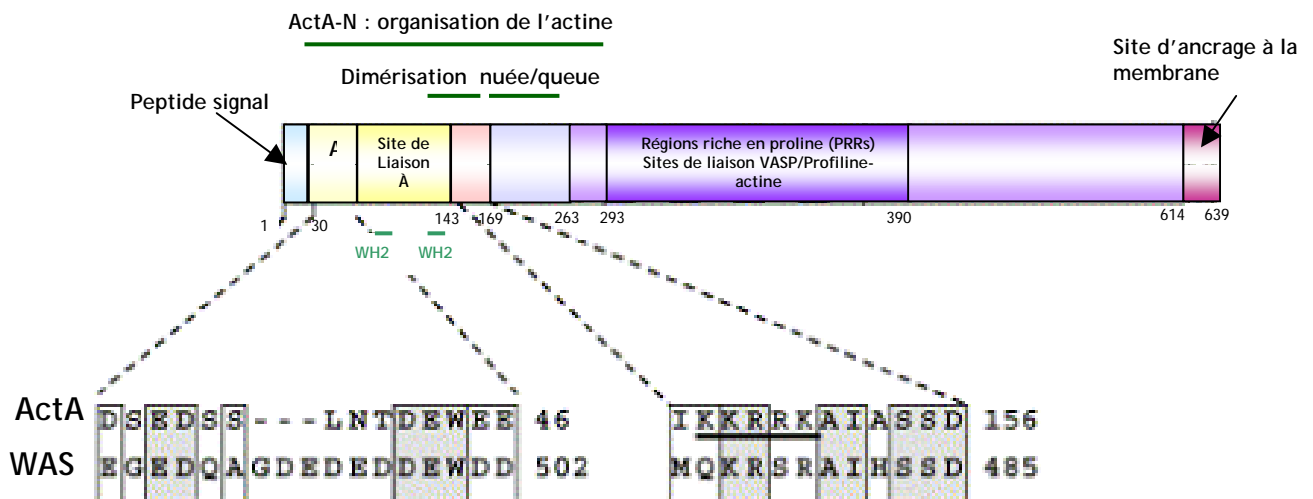 ActA-N : organisation de l'actine
Dimérisation nuée/queue
Site d'ancrage à la
membrane
Peptide signal
A
Site de
Liaison
À
Régions riche en proline (PRRs)
Sites de liaison VASP/Profiline-
actine
1 30 143 169 263 293 390 614 639
WH2 WH2
ActA DSEDSS---LNTDEWEE 46 IKKRRKAIASSD 156
WAS EGEDQAGDEDEDDEWDD 502 MQKRSRAIHSSD 485